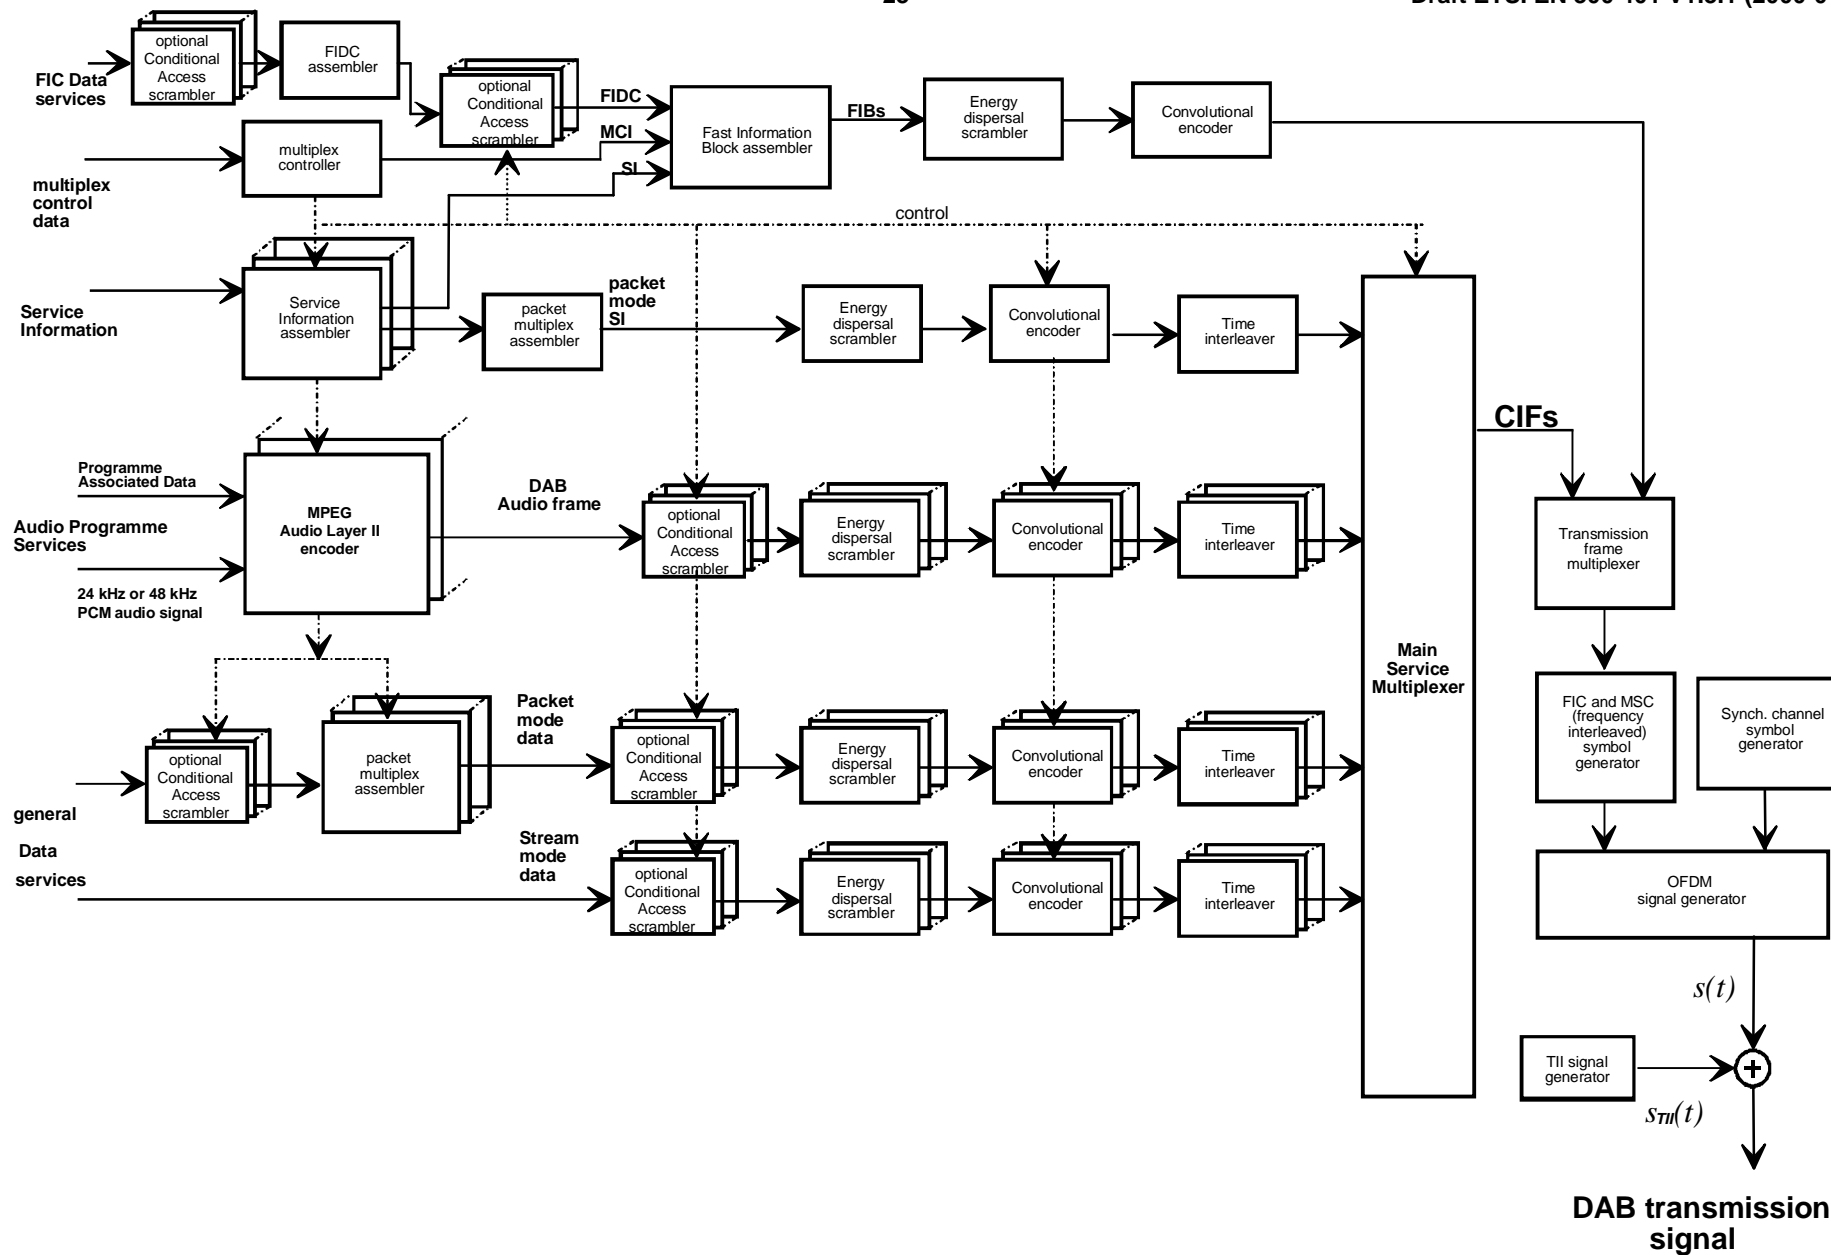 optional
Conditional
Access
scrambler
FIDC
assembler
FIC Data
services
optional
Conditional
Access
scrambler
FIDC
MCI
SI
Fast Information
Block assembler
FIBs
Energy
dispersal
scrambler
Convolutional
encoder
multiplex
controller
multiplex
control
data
control
Service
Information
Service
Information
assembler
packet
multiplex
assembler
packet
mode
SI
Energy
dispersal
scrambler
Convolutional
encoder
Time
interleaver
CIFs
Programme
Associated Data
Audio Programme
Services
24 kHz or 48 kHz
PCM audio signal
MPEG
Audio Layer II
encoder
DAB
Audio frame
optional
Conditional
Access
scrambler
Energy
dispersal
scrambler
Convolutional
encoder
Time
interleaver
Transmission
frame
multiplexer
Main
Service
Multiplexer
general
optional
Conditional
Access
scrambler
packet
multiplex
assembler
Packet
mode
data
optional
Conditional
Access
scrambler
Energy
dispersal
scrambler
Convolutional
encoder
Time
interleaver
FIC and MSC
(frequency
interleaved)
symbol
generator
Synch. channel
symbol
generator
Data
services
Stream
mode
data
optional
Conditional
Access
scrambler
Energy
dispersal
scrambler
Convolutional
encoder
Time
interleaver
OFDM
signal generator
s(t)
TII signal
generator
+
sTII(t)
DAB transmission
signal